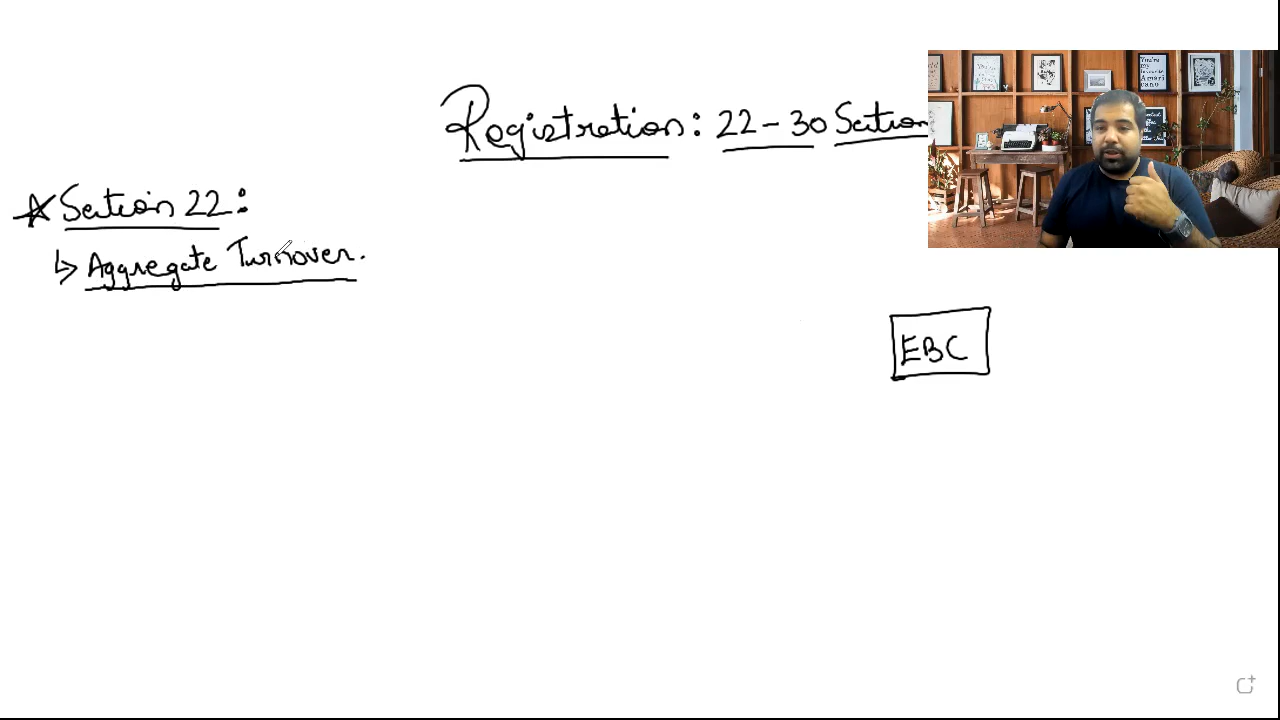 Registration: 22-30 Section
Section 22:
↳ Aggregate Turnover.
EBC